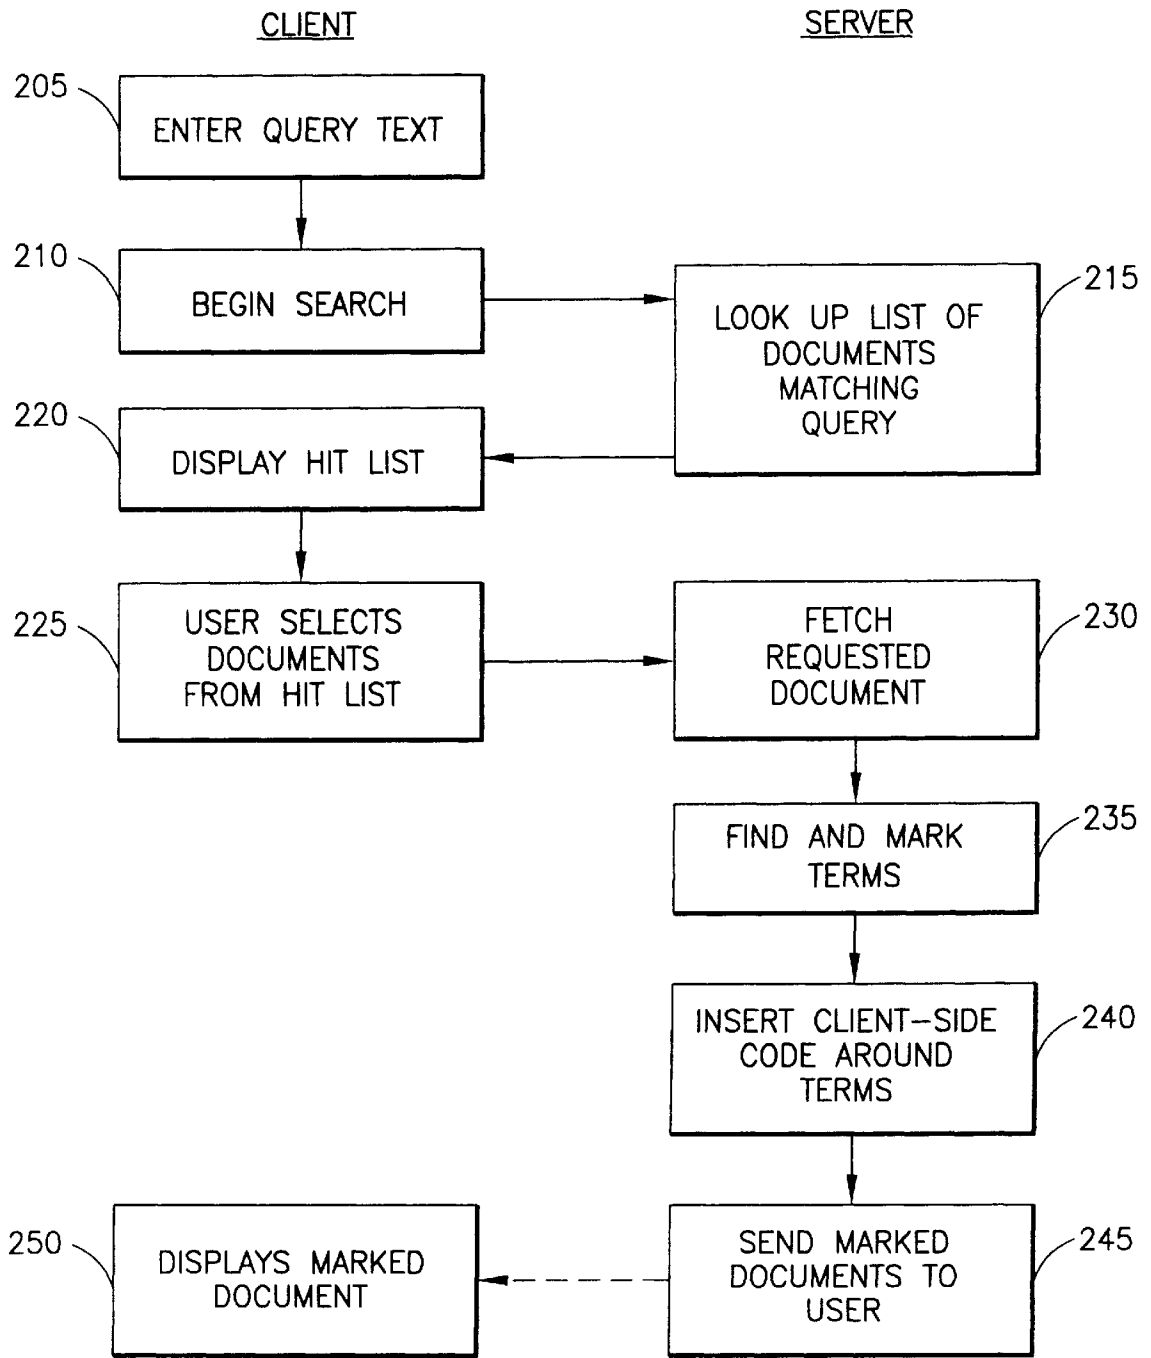 CLIENT
SERVER
205
ENTER QUERY TEXT
210
BEGIN SEARCH
215
LOOK UP LIST OF
DOCUMENTS
MATCHING
QUERY
220
DISPLAY HIT LIST
225
USER SELECTS
DOCUMENTS
FROM HIT LIST
230
FETCH
REQUESTED
DOCUMENT
235
FIND AND MARK
TERMS
240
INSERT CLIENT-SIDE
CODE AROUND
TERMS
245
SEND MARKED
DOCUMENTS TO
USER
250
DISPLAYS MARKED
DOCUMENT